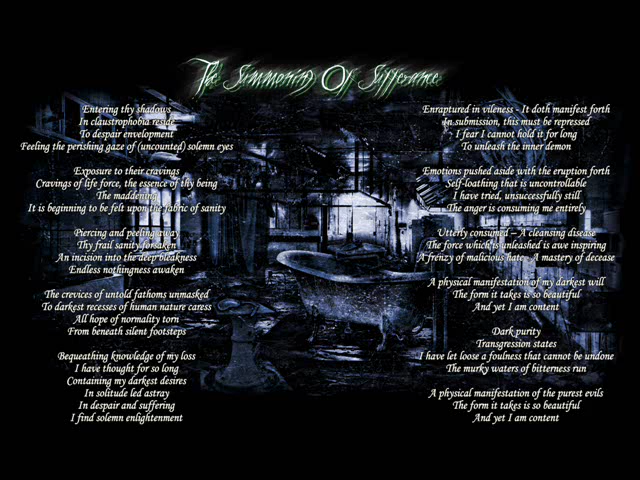 The Summoning Of Sufferance
Entering thy shadows
In claustrophobia reside
To despair envelopment
Feeling the perishing gaze of (uncounted) solemn eyes
Exposure to their cravings
Cravings of life force, the essence of thy being
The maddening
It is beginning to be felt upon the fabric of sanity
Piercing and peeling away
Thy frail sanity forsaken
An incision into the deep bleakness
Endless nothingness awaken
The crevices of untold fathoms unmasked
To darkest recesses of human nature caress
All hope of normality torn
From beneath silent footsteps
Bequeathing knowledge of my loss
I have thought for so long
Containing my darkest desires
In solitude led astray
In despair and suffering
I find solemn enlightenment
Enraptured in vileness - It doth manifest forth
In submission, this must be repressed
I fear I cannot hold it for long
To unleash the inner demon
Emotions pushed aside with the eruption forth
Self-loathing that is uncontrollable
I have tried, unsuccessfully still
The anger is consuming me entirely
Utterly consumed – A cleansing disease
The force which is unleashed is awe inspiring
A frenzy of malicious hate - A mastery of decease
A physical manifestation of my darkest will
The form it takes is so beautiful
And yet I am content
Dark purity
Transgression states
I have let loose a foulness that cannot be undone
The murky waters of bitterness run
A physical manifestation of the purest evils
The form it takes is so beautiful
And yet I am content